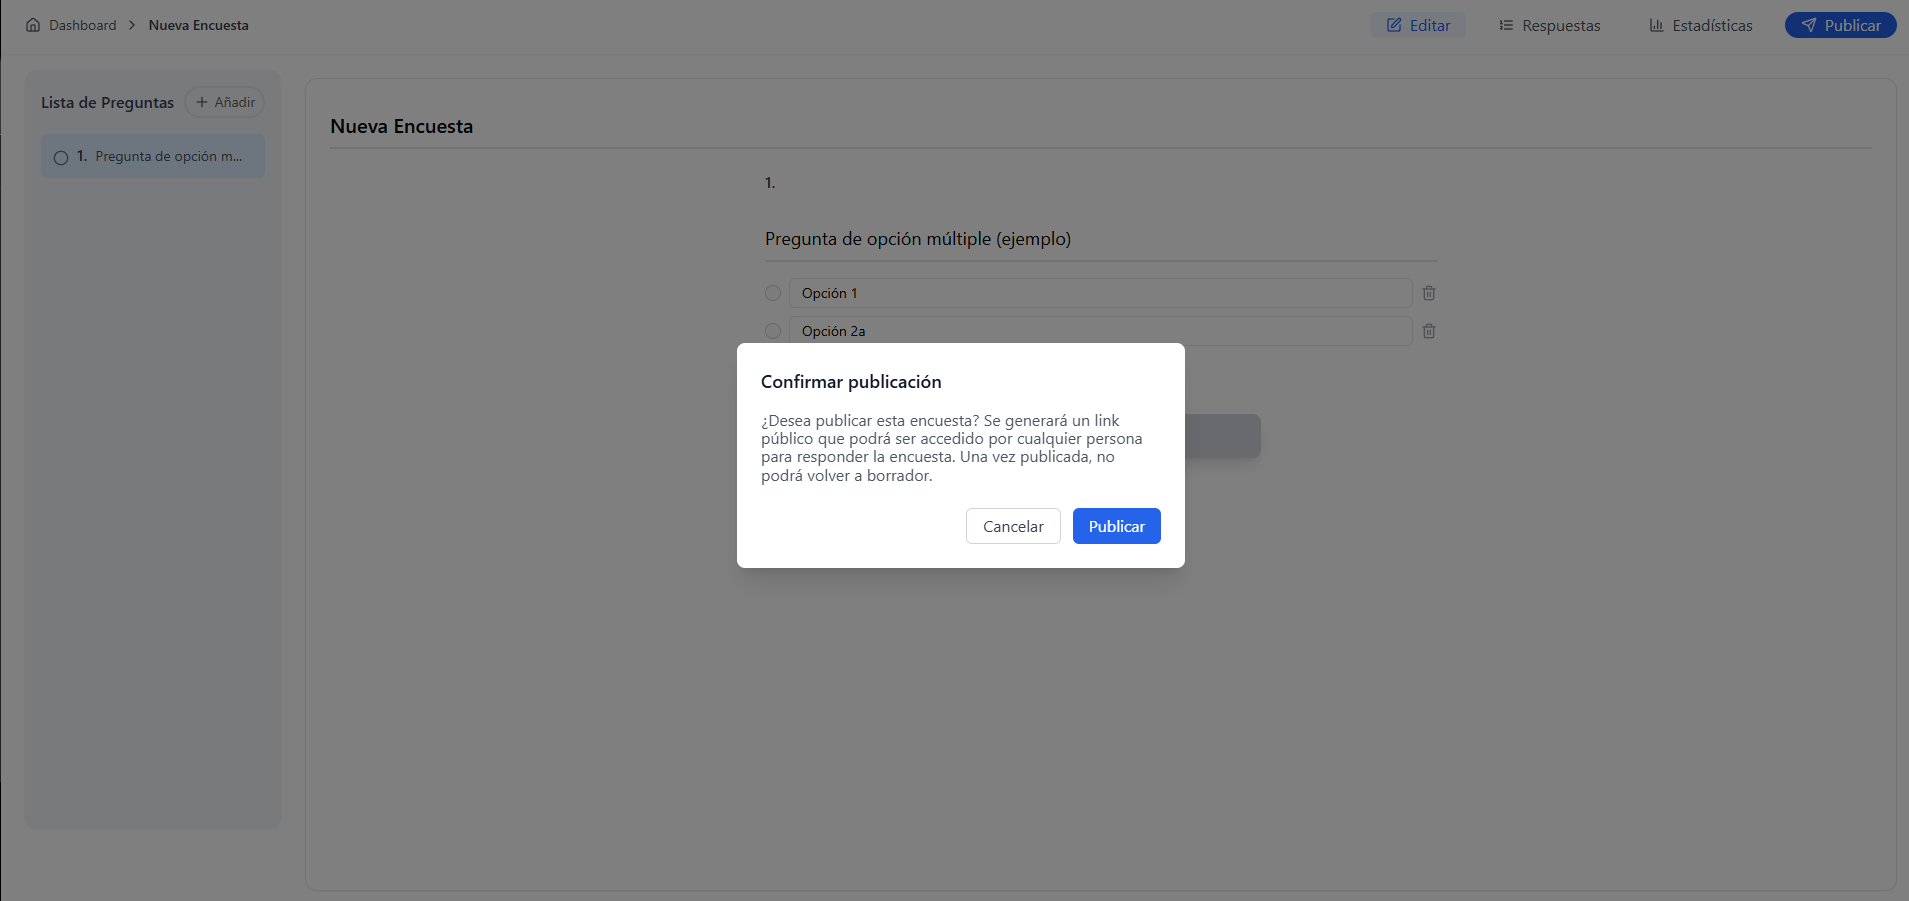 Dashboard > Nueva Encuesta
Editar
Respuestas
Estadísticas
Publicar
Lista de Preguntas
+ Añadir
1. Pregunta de opción m...
Nueva Encuesta
1.
Pregunta de opción múltiple (ejemplo)
Opción 1
Opción 2a
Confirmar publicación
¿Desea publicar esta encuesta? Se generará un link
público que podrá ser accedido por cualquier persona
para responder la encuesta. Una vez publicada, no
podrá volver a borrador.
Cancelar
Publicar